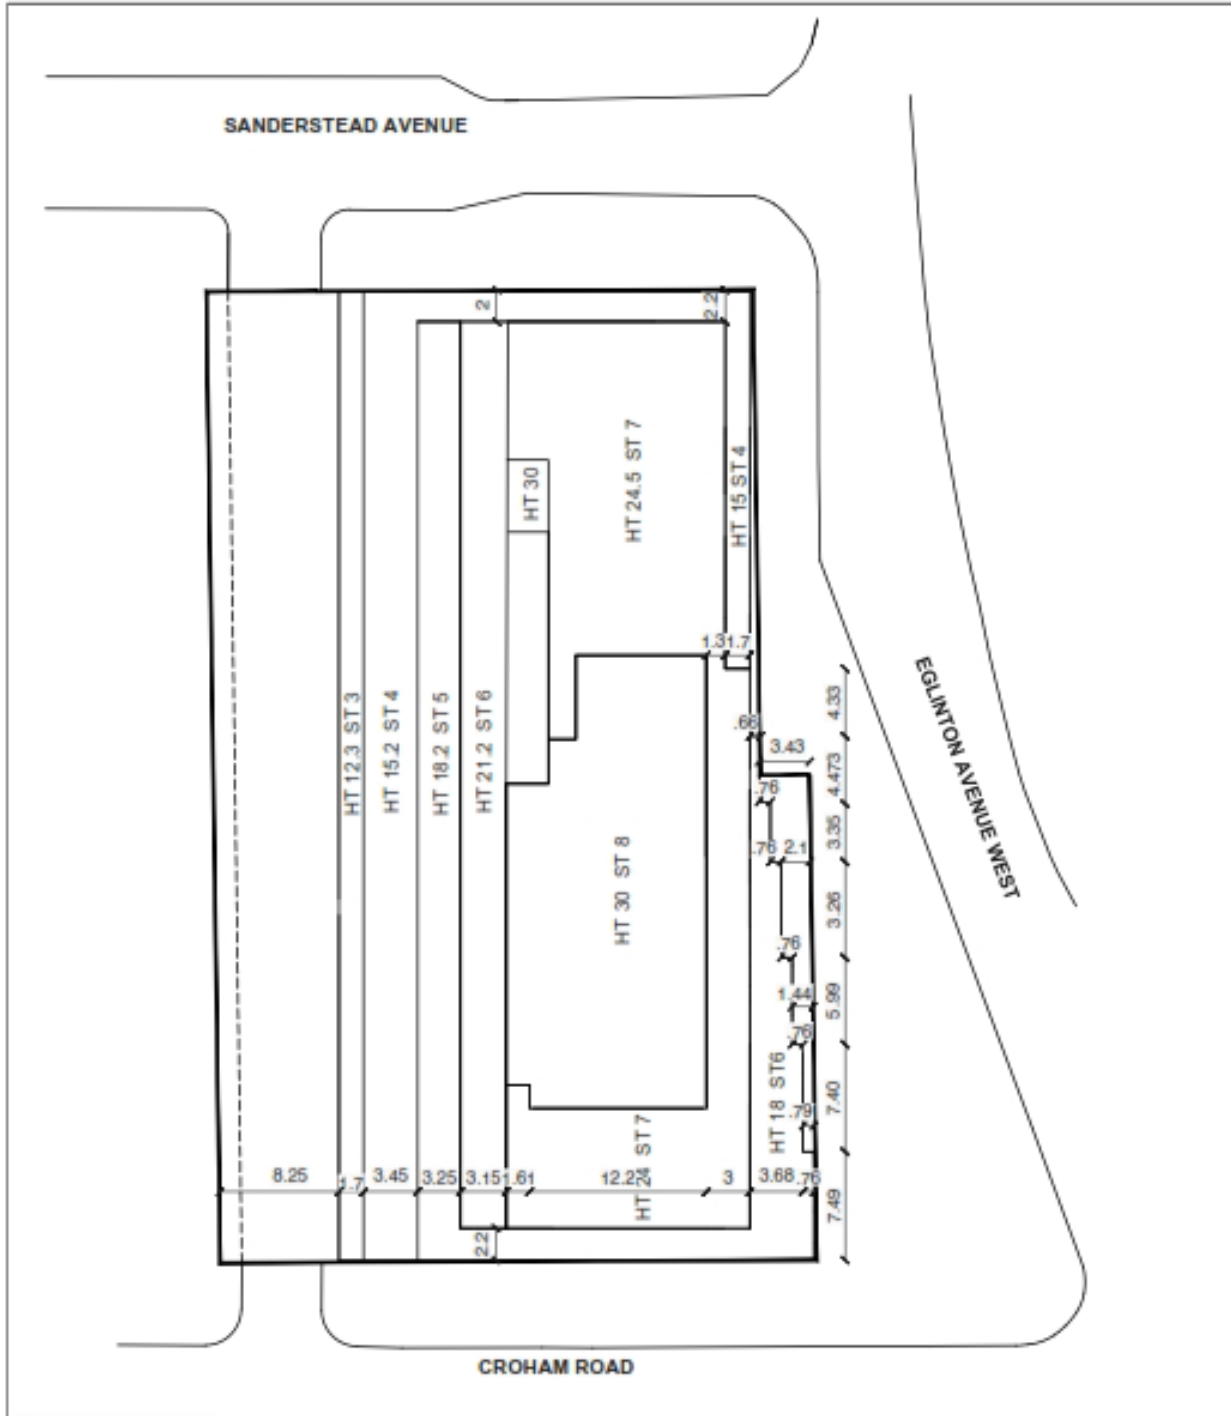 SANDERSTEAD AVENUE
2
2.2
HT 30
HT 24.5 ST 7
HT 15 ST 4
1.3
1.7
4.33
.66
3.43
4.473
EGLINTON AVENUE WEST
HT 12.3 ST 3
HT 15.2 ST 4
HT 18.2 ST 5
HT 21.2 ST 6
.76
3.35
.76
2.1
HT 30 ST 8
3.26
.76
1.44
5.99
.76
HT 18 ST6
7.40
.79
HT 24 ST 7
8.25
1.7
3.45
3.25
3.15
1.61
12.2
3
3.68
.76
7.49
2.2
CROHAM ROAD